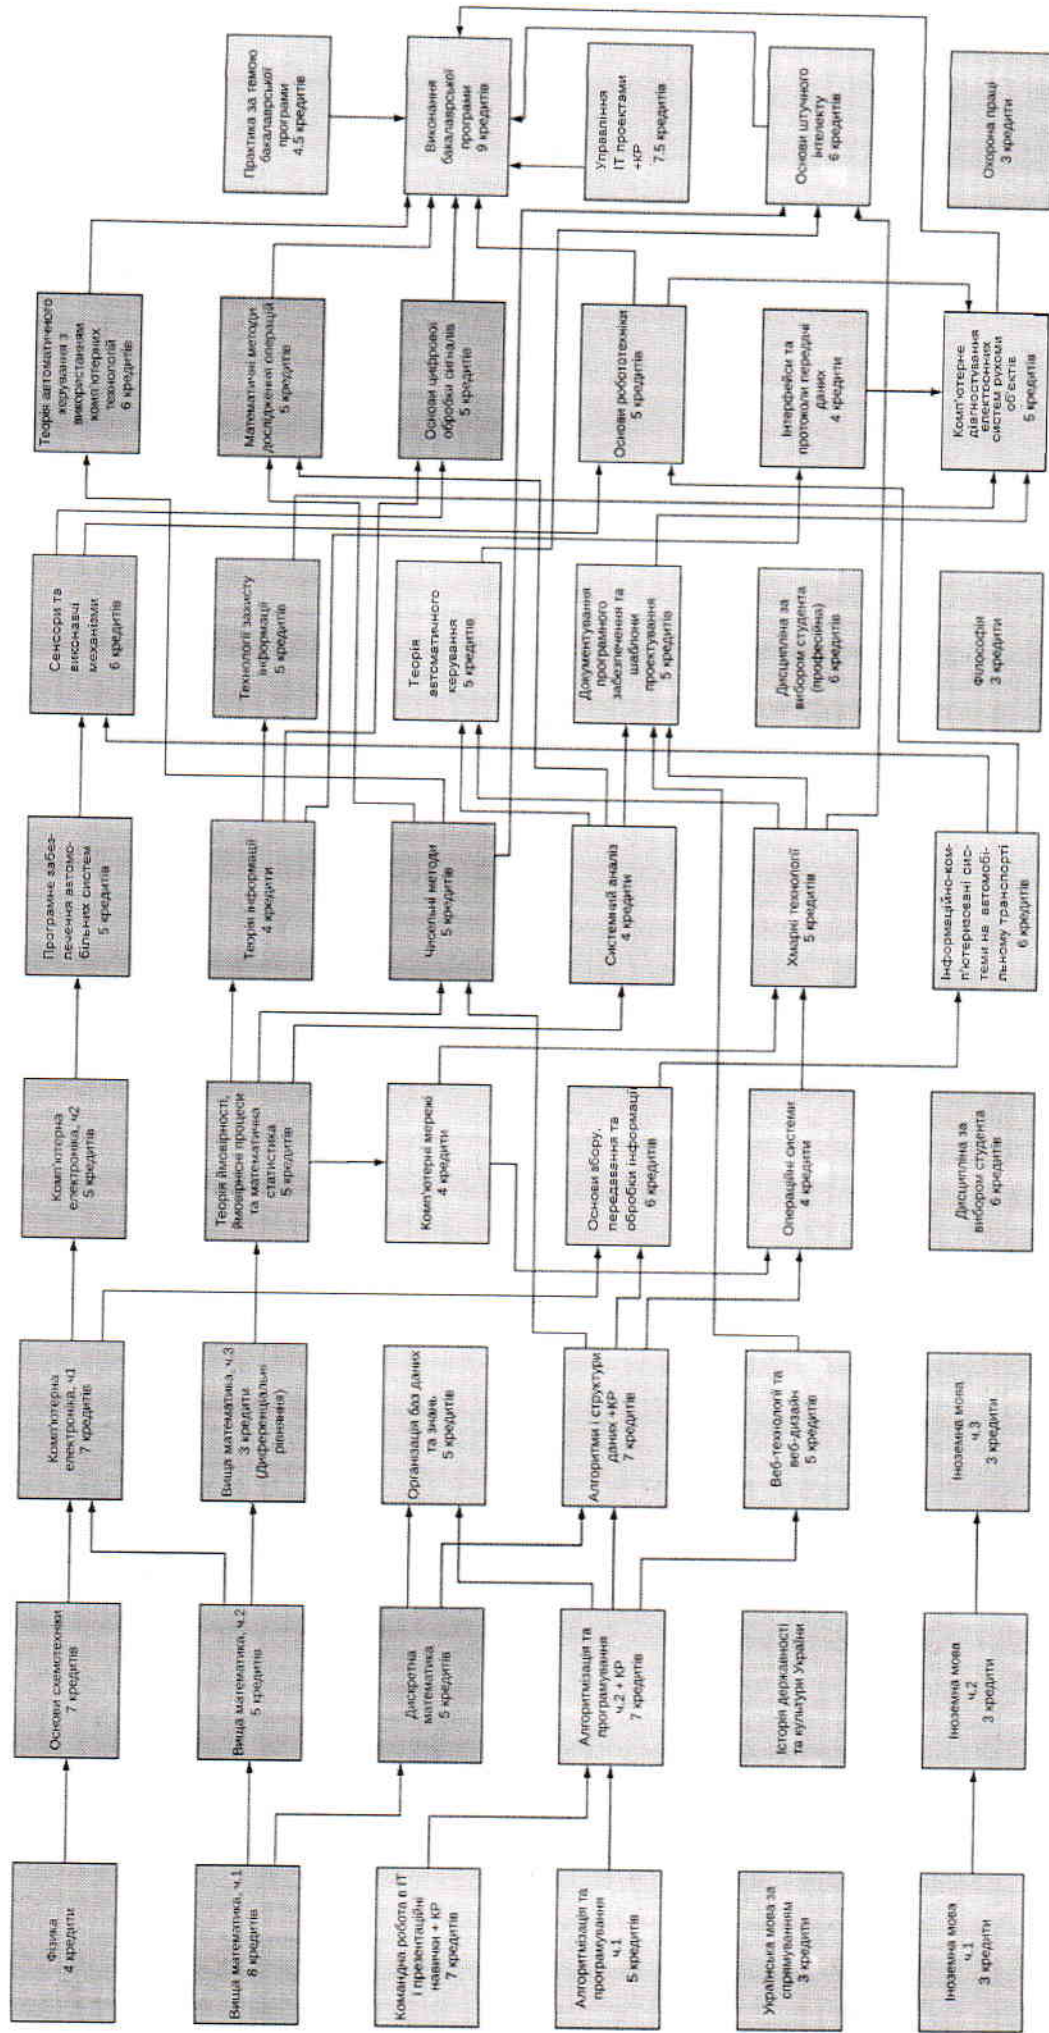 Фізика
4 кредити
Вища математика, ч.1
8 кредитів
Командна робота в ІТ
і презентаційні
навички + КР
7 кредитів
Алгоритмізація та
програмування
ч.1
5 кредитів
Українська мова за
спрямуванням
3 кредити
Іноземна мова
ч.1
3 кредити
Основи схемотехніки
7 кредитів
Вища математика, ч.2
5 кредитів
Дискретна
математика
5 кредитів
Алгоритмізація та
програмування
ч.2 + КР
7 кредитів
Історія державності
та культури України
Іноземна мова
ч.2
3 кредити
Комп'ютерна
електроніка, ч1
7 кредитів
Вища математика, ч.3
3 кредити
(Диференціальні
рівняння)
Організація баз даних
та знань
5 кредитів
Алгоритми і структури
даних +КР
7 кредитів
Веб-технології та
веб-дизайн
5 кредитів
Іноземна мова
ч.3
3 кредити
Комп'ютерна
електроніка, ч2
5 кредитів
Теорія ймовірності,
ймовірнісні процеси
та математична
статистика
5 кредитів
Комп'ютерні мережі
4 кредити
Основи збору,
передавання та
обробки інформації
6 кредитів
Операційні системи
4 кредити
Дисципліна за
вибором студента
6 кредитів
Програмне забез-
печення автомо-
більних систем
5 кредитів
Теорія інформації
4 кредити
Чисельні методи
5 кредитів
Системний аналіз
4 кредити
Хмаркі технології
5 кредитів
Інформаційно-ком-
п'ютеризовані сис-
теми на автомобі-
льному транспорті
6 кредитів
Сенсори та
виконавчі
механізми
6 кредитів
Технології захисту
інформації
5 кредитів
Теорія
автоматичного
керування
5 кредитів
Документування
програмного
забезпечення та
шаблони
проектування
5 кредитів
Дисципліна за
вибором студента
(професійна)
6 кредитів
Філософія
3 кредити
Теорія автоматичного
керування з
використанням
комп'ютерних
технологій
6 кредитів
Математичні методи
дослідження операцій
5 кредитів
Основи цифрової
обробки сигналів
5 кредитів
Основи робототехніки
5 кредитів
Інтерфейси та
протоколи передачі
даних
4 кредити
Комп'ютерне
діагностування
електронних
систем рухоми
об'єктів
5 кредитів
Практика за темою
бакалаврської
програми
4.5 кредитів
Виконання
бакалаврської
програми
9 кредитів
Управління
ІТ проектами
+КР
7.5 кредитів
Основи штучного
інтелекту
6 кредитів
Охорона праці
3 кредити